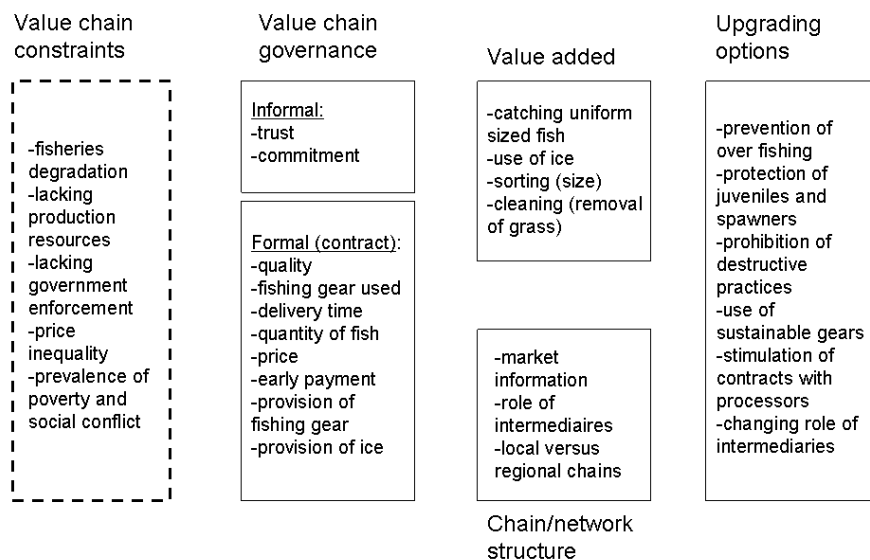 Value chain
constraints
-fisheries
degradation
-lacking
production
resources
-lacking
government
enforcement
-price
inequality
-prevalence of
poverty and
social conflict
Value chain
governance
Informal:
-trust
-commitment
Formal (contract):
-quality
-fishing gear used
-delivery time
-quantity of fish
-price
-early payment
-provision of
fishing gear
-provision of ice
Value added
-catching uniform
sized fish
-use of ice
-sorting (size)
-cleaning (removal
of grass)
-market
information
-role of
intermediaires
-local versus
regional chains
Chain/network
structure
Upgrading
options
-prevention of
over fishing
-protection of
juveniles and
spawners
-prohibition of
destructive
practices
-use of
sustainable gears
-stimulation of
contracts with
processors
-changing role of
intermediaries